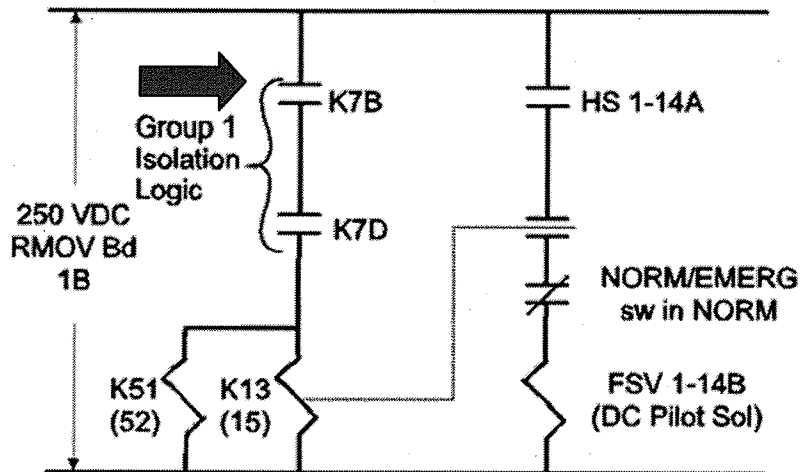 K7B
HS 1-14A
Group 1
Isolation
Logic
K7D
250 VDC
RMOV Bd
1B
NORM/EMERG
sw in NORM
K51
(52)
K13
(15)
FSV 1-14B
(DC Pilot Sol)